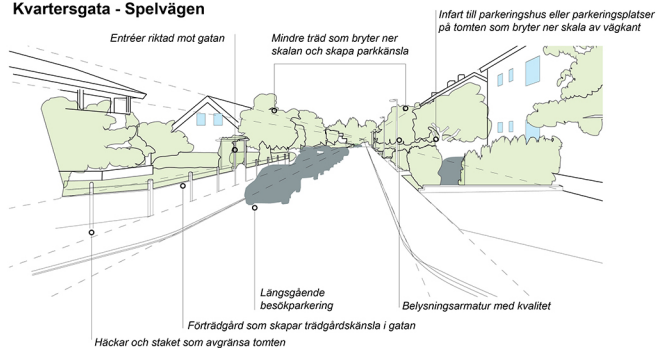 Kvartersgata - Spelvägen
Entréer riktad mot gatan
Mindre träd som bryter ner
skalan och skapa parkkänsla
Infart till parkeringshus eller parkeringsplatser
på tomten som bryter ner skala av vägkant
Längsgående
besökparkering
Belysningsarmatur med kvalitet
Förträdgård som skapar trädgårdskänsla i gatan
Häckar och staket som avgränsa tomten